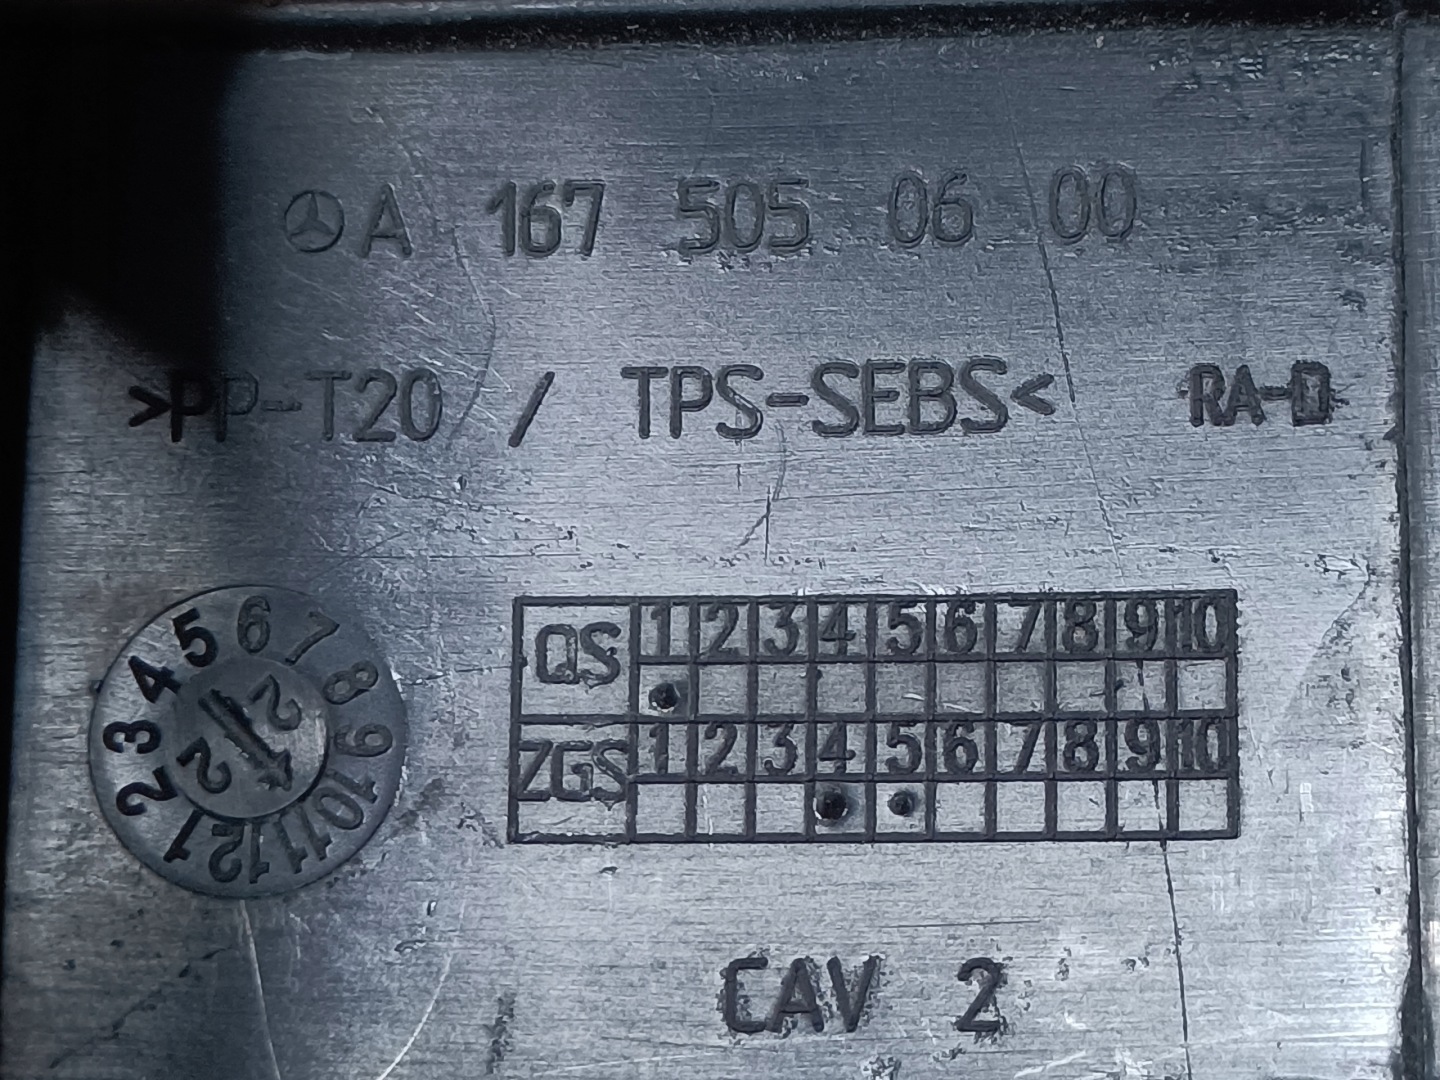 A 167 505 06 00
>PP-T20 / TPS-SEBS< RA-D
1 2 3 4 5 6 7 8 9 10 11 12
2 2
QS 1 2 3 4 5 6 7 8 9 10
ZGS 1 2 3 4 5 6 7 8 9 10
CAV 2